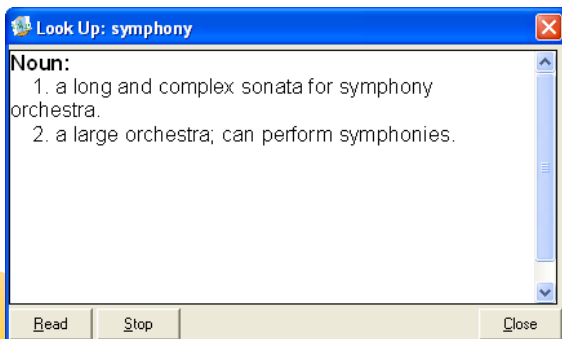 Look Up: symphony
Noun:
1. a long and complex sonata for symphony
orchestra.
2. a large orchestra; can perform symphonies.
Read Stop Close